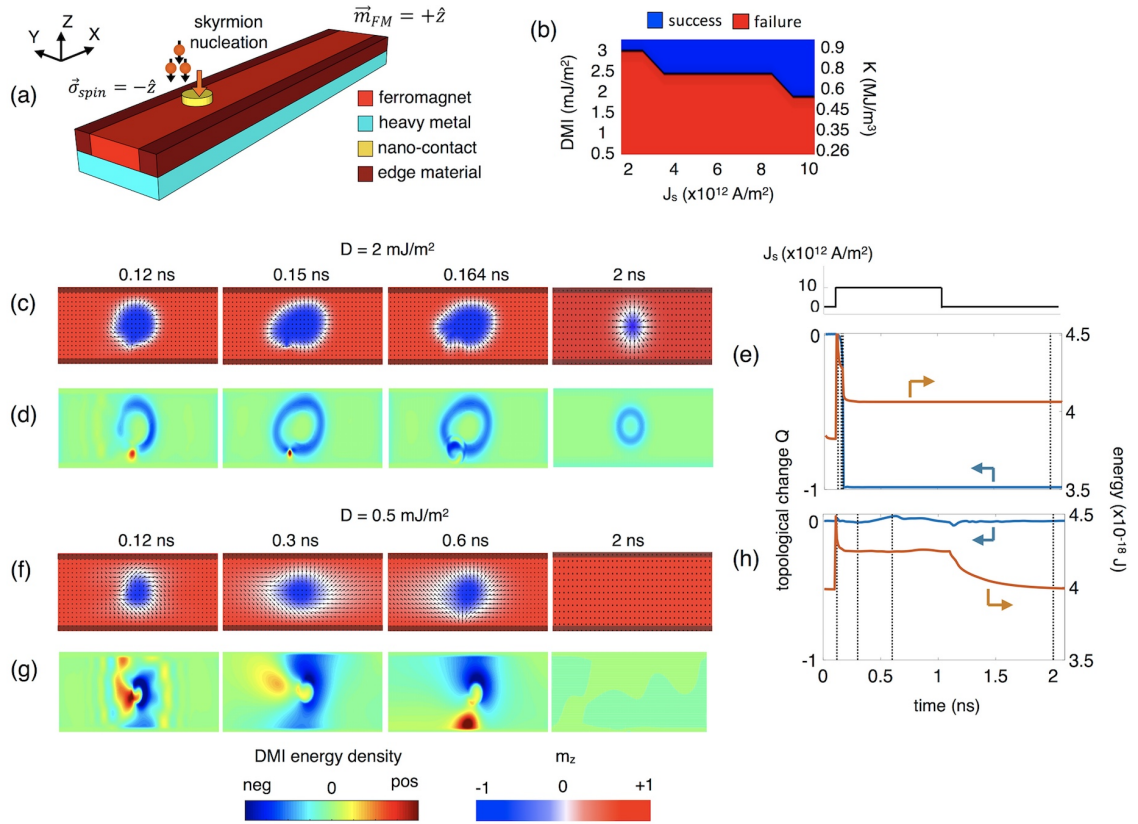 (a)
Z
Y
X
skyrmion
nucleation
m⃗_FM = +ẑ
σ⃗_spin = −ẑ
ferromagnet
heavy metal
nano-contact
edge material
(b)
success
failure
DMI (mJ/m²)
3
2.5
2
1.5
1
0.5
K (MJ/m³)
0.9
0.8
0.6
0.45
0.35
0.26
2
4
6
8
10
Jₛ (x10¹² A/m²)
D = 2 mJ/m²
0.12 ns
0.15 ns
0.164 ns
2 ns
(c)
(d)
Jₛ (x10¹² A/m²)
10
0
(e)
0
-1
4.5
4
3.5
D = 0.5 mJ/m²
0.12 ns
0.3 ns
0.6 ns
2 ns
(f)
(g)
(h)
0
-1
4.5
4
3.5
topological change Q
energy (x10⁻¹⁸ J)
0
0.5
1
1.5
2
time (ns)
DMI energy density
neg
0
pos
m_z
-1
0
+1